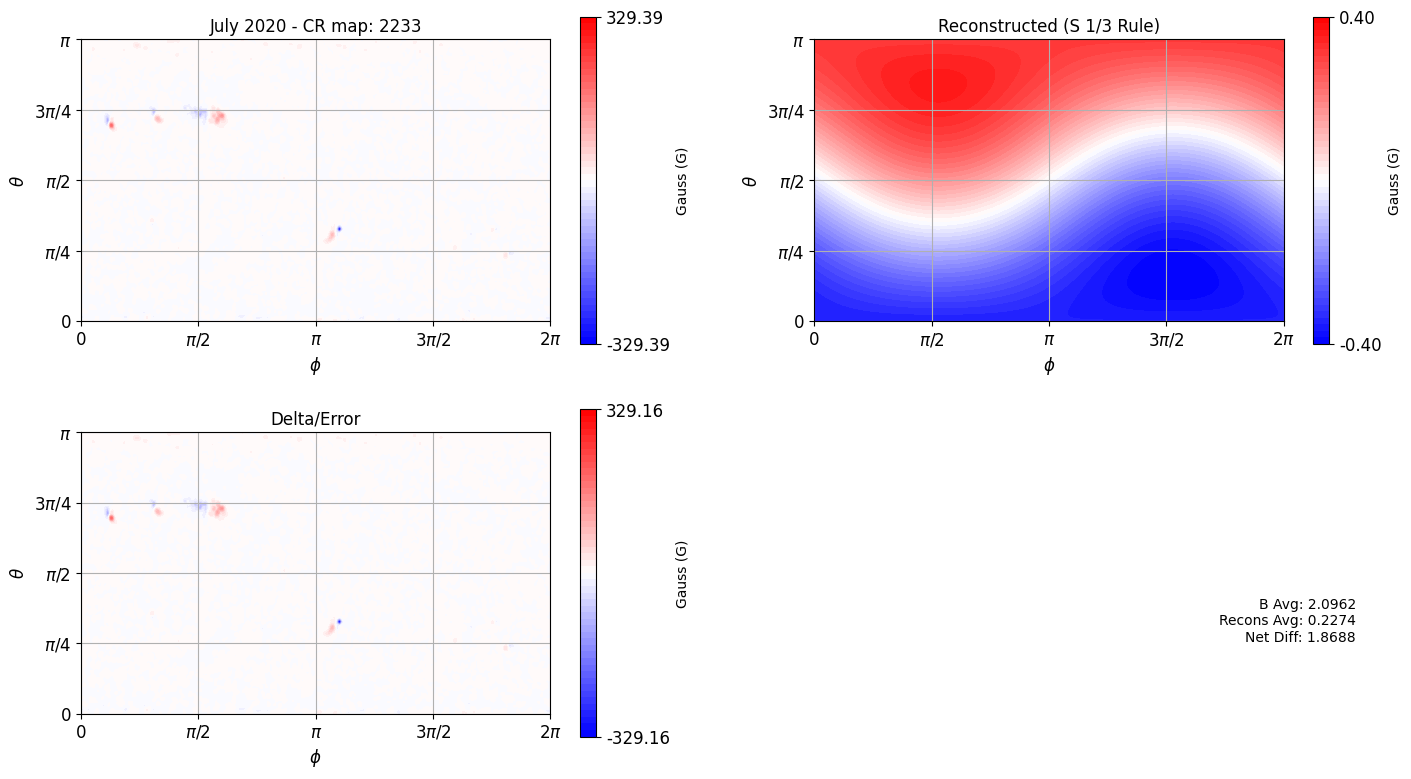 July 2020 - CR map: 2233
π
3π/4
π/2
π/4
0
θ
0
π/2
π
3π/2
2π
ϕ
329.39
-329.39
Gauss (G)
Reconstructed (S 1/3 Rule)
π
3π/4
π/2
π/4
0
θ
0
π/2
π
3π/2
2π
ϕ
0.40
-0.40
Gauss (G)
Delta/Error
π
3π/4
π/2
π/4
0
θ
0
π/2
π
3π/2
2π
ϕ
329.16
-329.16
Gauss (G)
B Avg: 2.0962
Recons Avg: 0.2274
Net Diff: 1.8688